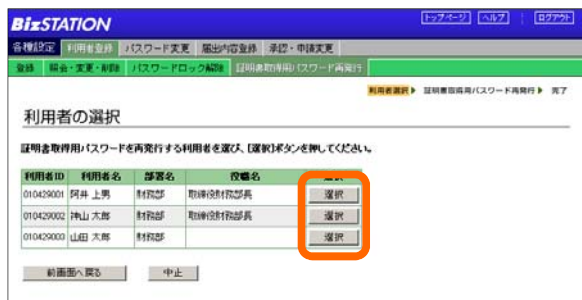 BizSTATION
トップページ ヘルプ ログアウト
各種設定 利用者登録 パスワード変更 届出内容登録 承認・申請文更
登録 照会・変更・削除 パスワードロック解除 証明書取得用パスワード再発行
利用者選択 証明書取得用パスワード再発行 完了
利用者の選択
証明書取得用パスワードを再発行する利用者を選び、[選択]ボタンを押してください。
利用者ID 利用者名 部署名 役職名
010429001 阿井 上男 財務部 取締役財務部長 選択
010429002 神山 太郎 財務部 取締役財務部長 選択
010429003 山田 太郎 財務部 選択
前画面へ戻る 中止